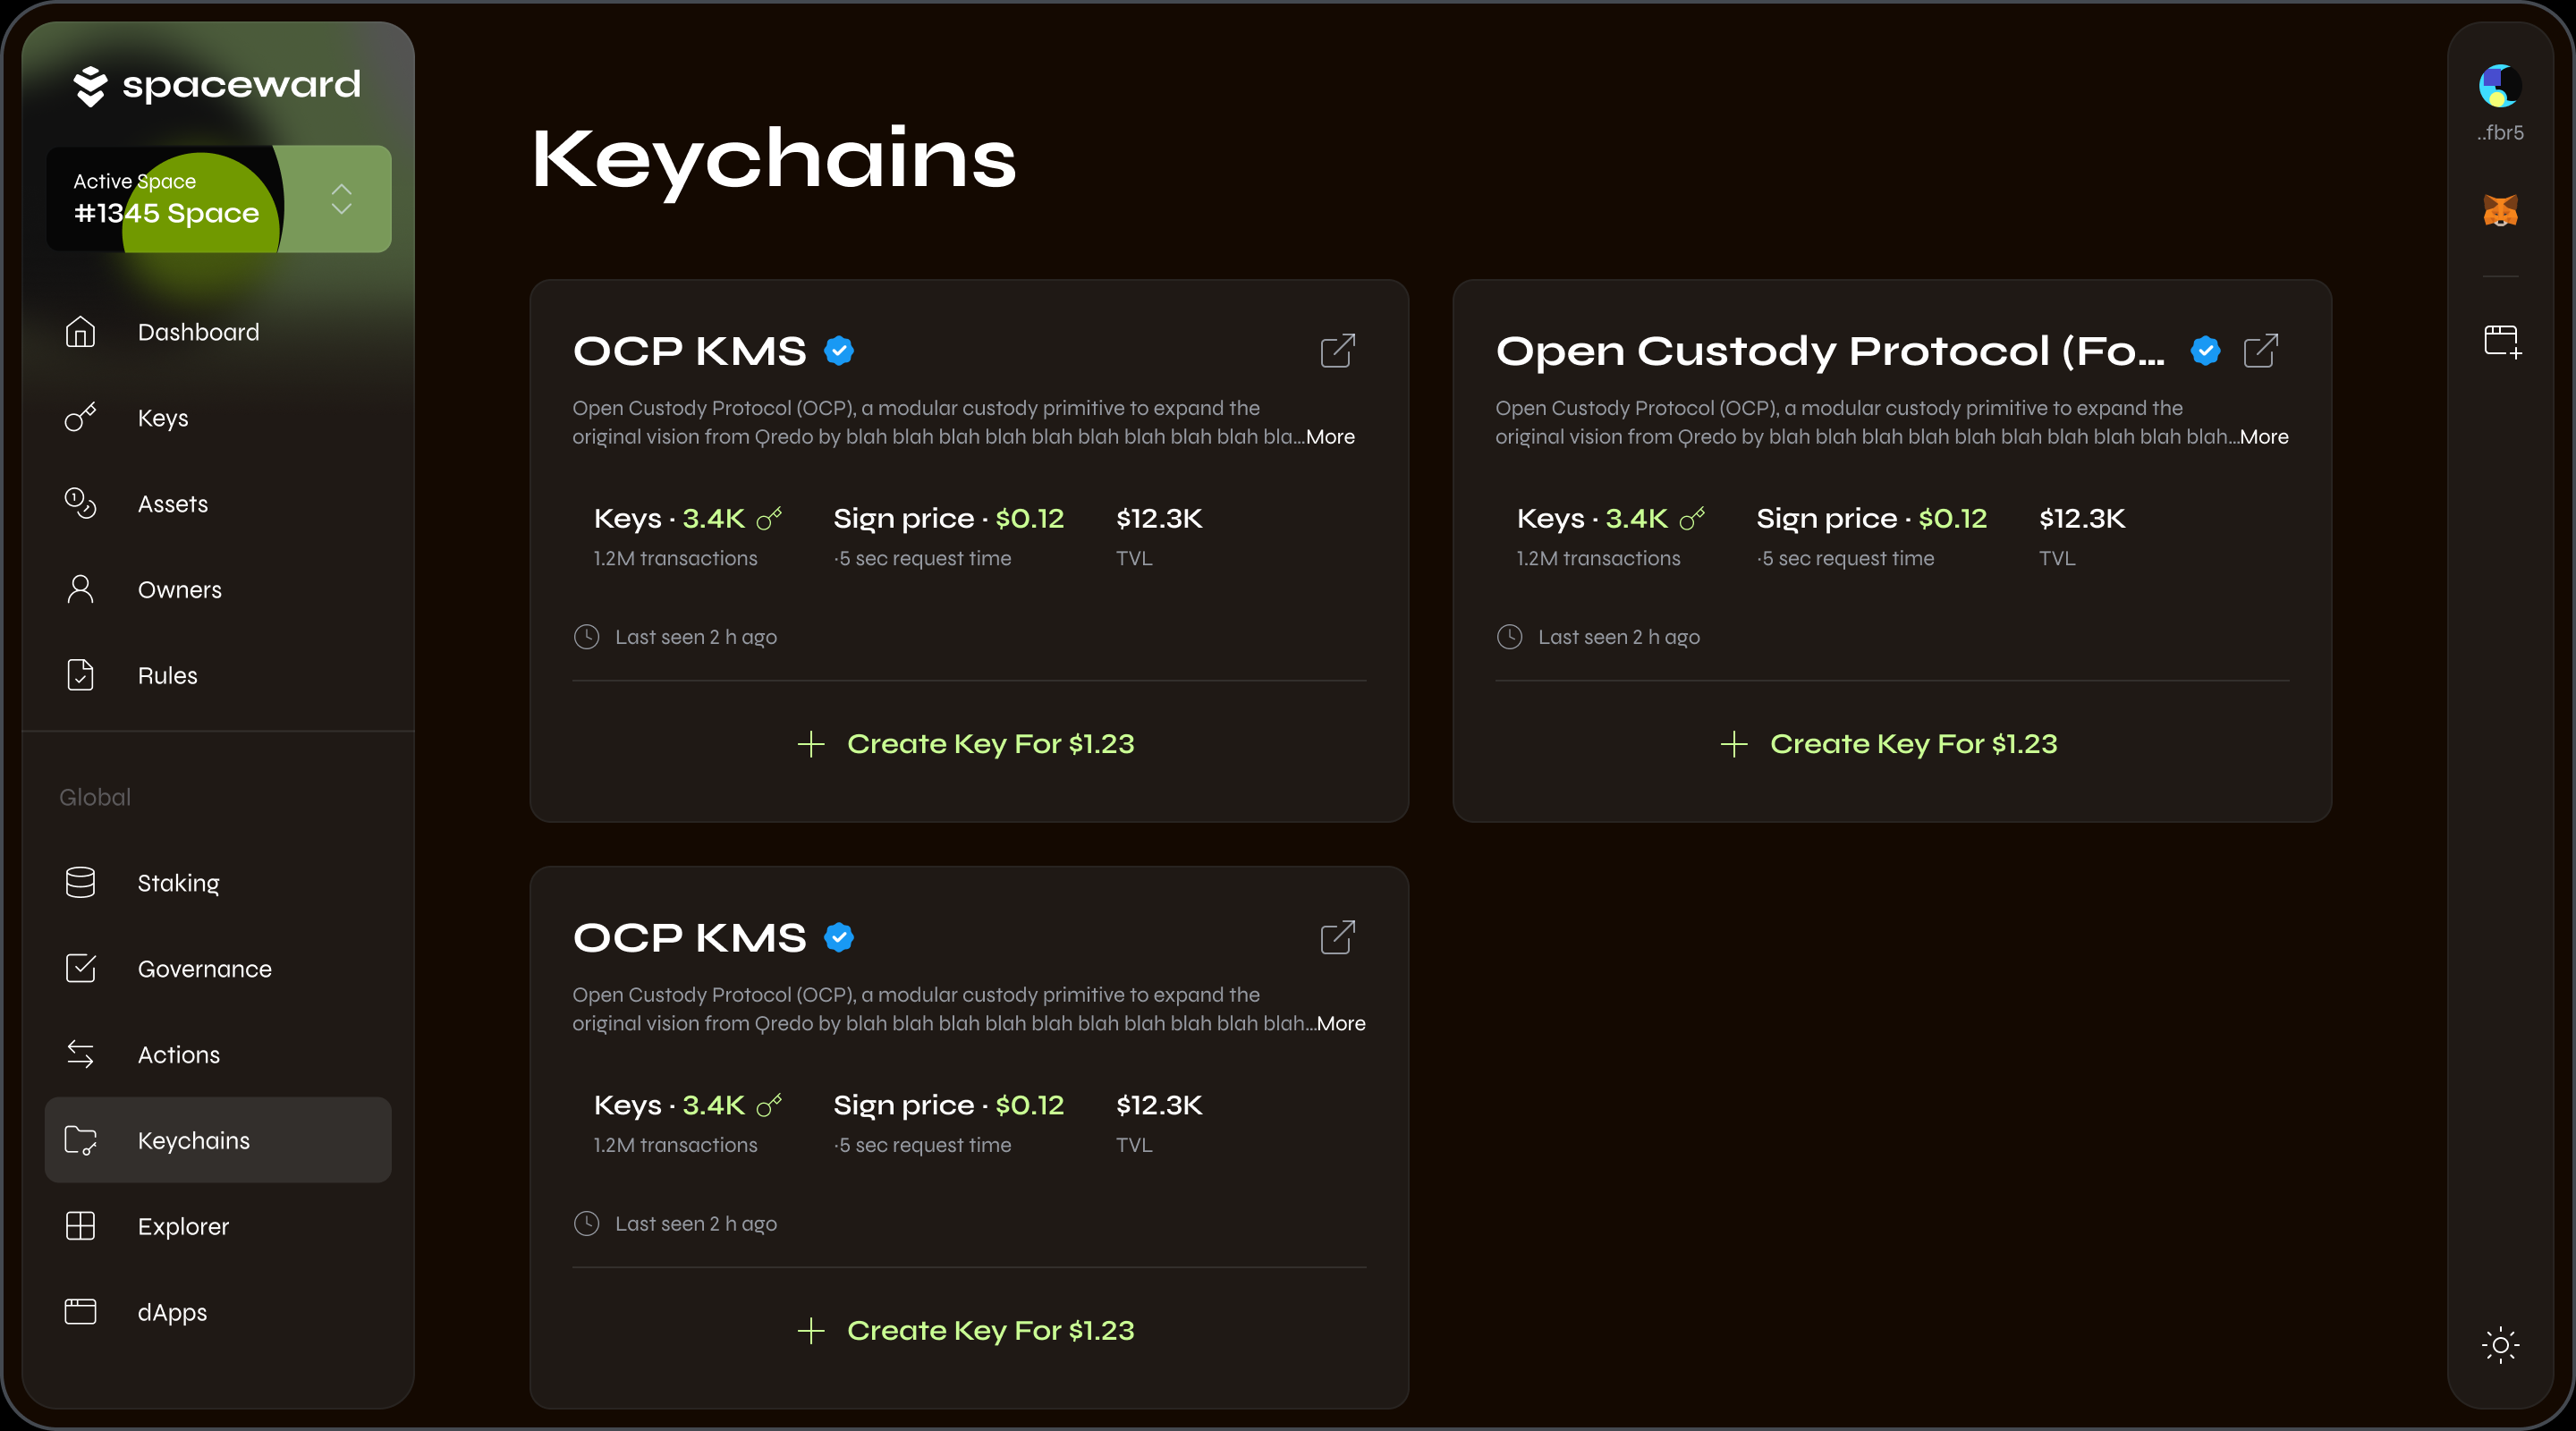 spaceward
Active Space
#1345 Space
Dashboard
Keys
Assets
Owners
Rules
Global
Staking
Governance
Actions
Keychains
Explorer
dApps
Keychains
OCP KMS
Open Custody Protocol (OCP), a modular custody primitive to expand the
original vision from Qredo by blah blah blah blah blah blah blah blah blah bla...More
Keys · 3.4K
1.2M transactions
Sign price · $0.12
·5 sec request time
$12.3K
TVL
Last seen 2 h ago
Create Key For $1.23
Open Custody Protocol (Fo...
Open Custody Protocol (OCP), a modular custody primitive to expand the
original vision from Qredo by blah blah blah blah blah blah blah blah blah blah...More
Keys · 3.4K
1.2M transactions
Sign price · $0.12
·5 sec request time
$12.3K
TVL
Last seen 2 h ago
Create Key For $1.23
OCP KMS
Open Custody Protocol (OCP), a modular custody primitive to expand the
original vision from Qredo by blah blah blah blah blah blah blah blah blah blah...More
Keys · 3.4K
1.2M transactions
Sign price · $0.12
·5 sec request time
$12.3K
TVL
Last seen 2 h ago
Create Key For $1.23
..fbr5